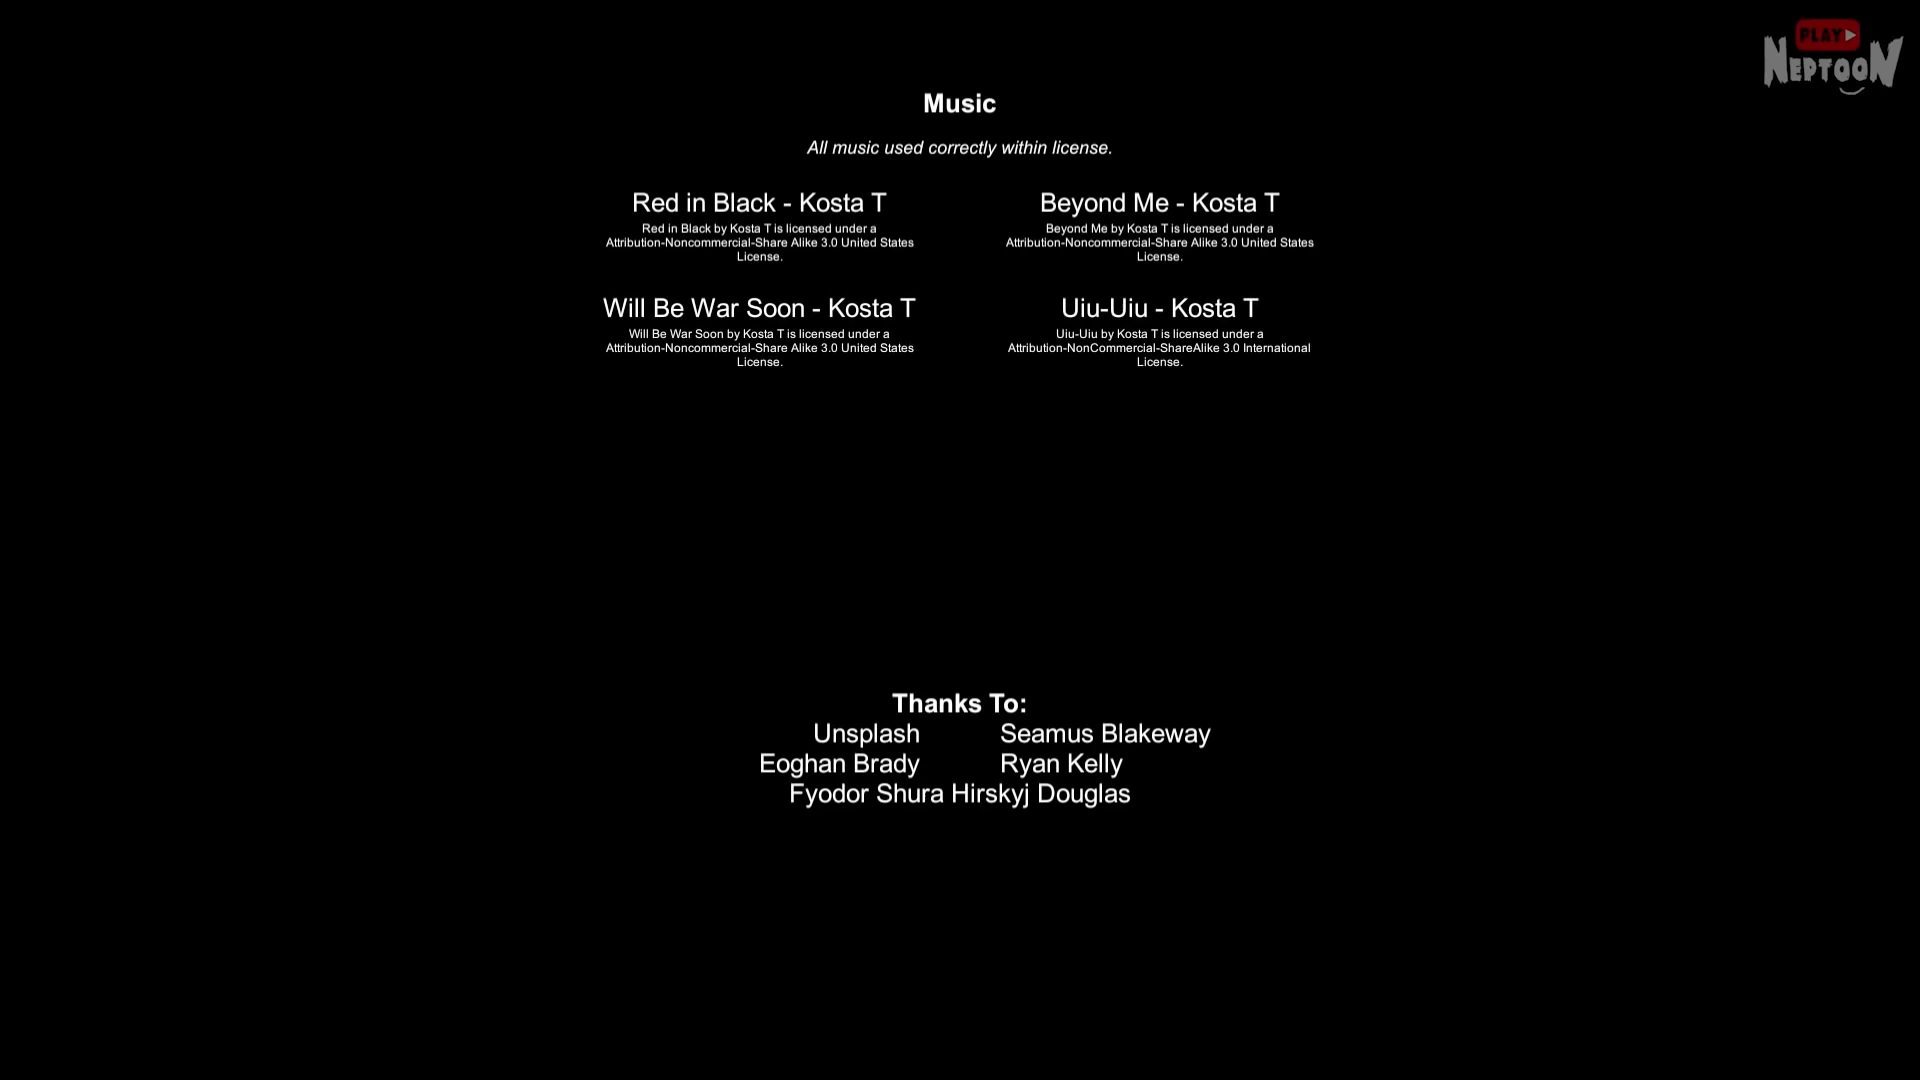 PLAY
NEPTOON
Music
All music used correctly within license.
Red in Black - Kosta T
Red in Black by Kosta T is licensed under a
Attribution-Noncommercial-Share Alike 3.0 United States
License.
Beyond Me - Kosta T
Beyond Me by Kosta T is licensed under a
Attribution-Noncommercial-Share Alike 3.0 United States
License.
Will Be War Soon - Kosta T
Will Be War Soon by Kosta T is licensed under a
Attribution-Noncommercial-Share Alike 3.0 United States
License.
Uiu-Uiu - Kosta T
Uiu-Uiu by Kosta T is licensed under a
Attribution-NonCommercial-ShareAlike 3.0 International
License.
Thanks To:
Unsplash Seamus Blakeway
Eoghan Brady Ryan Kelly
Fyodor Shura Hirskyj Douglas